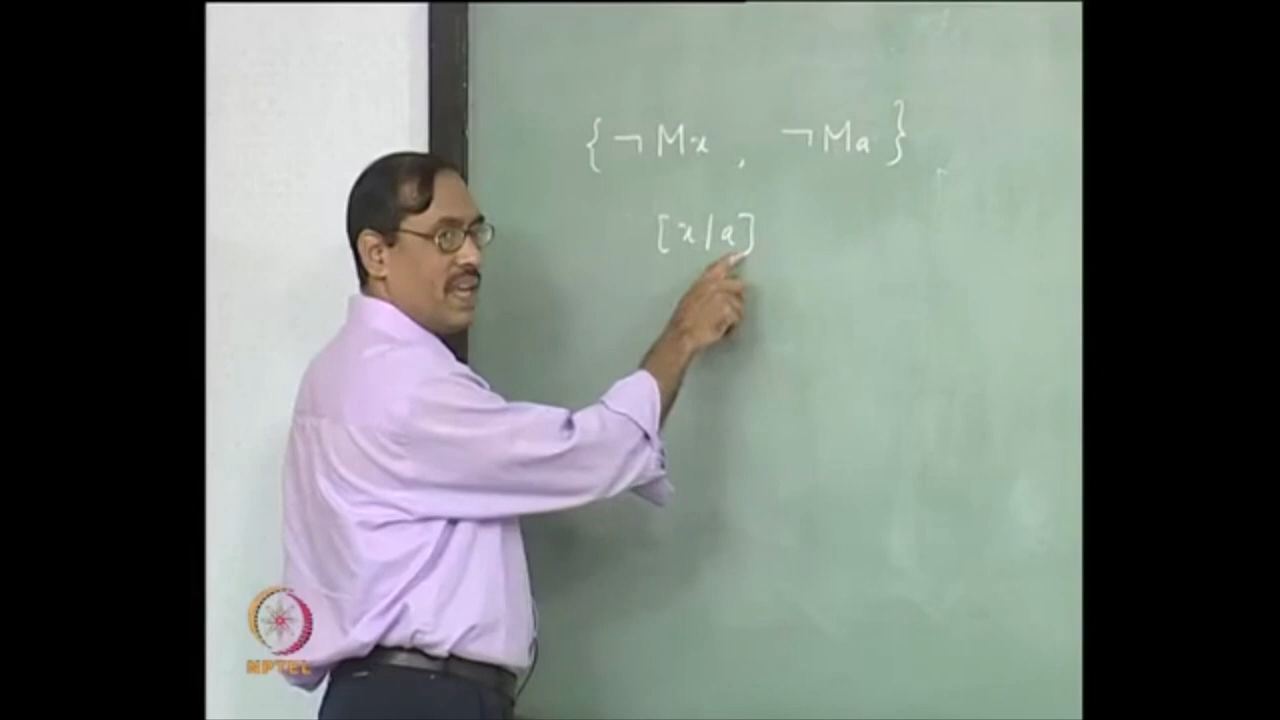 { ¬Mx , ¬Ma }
[x/a]
NPTEL